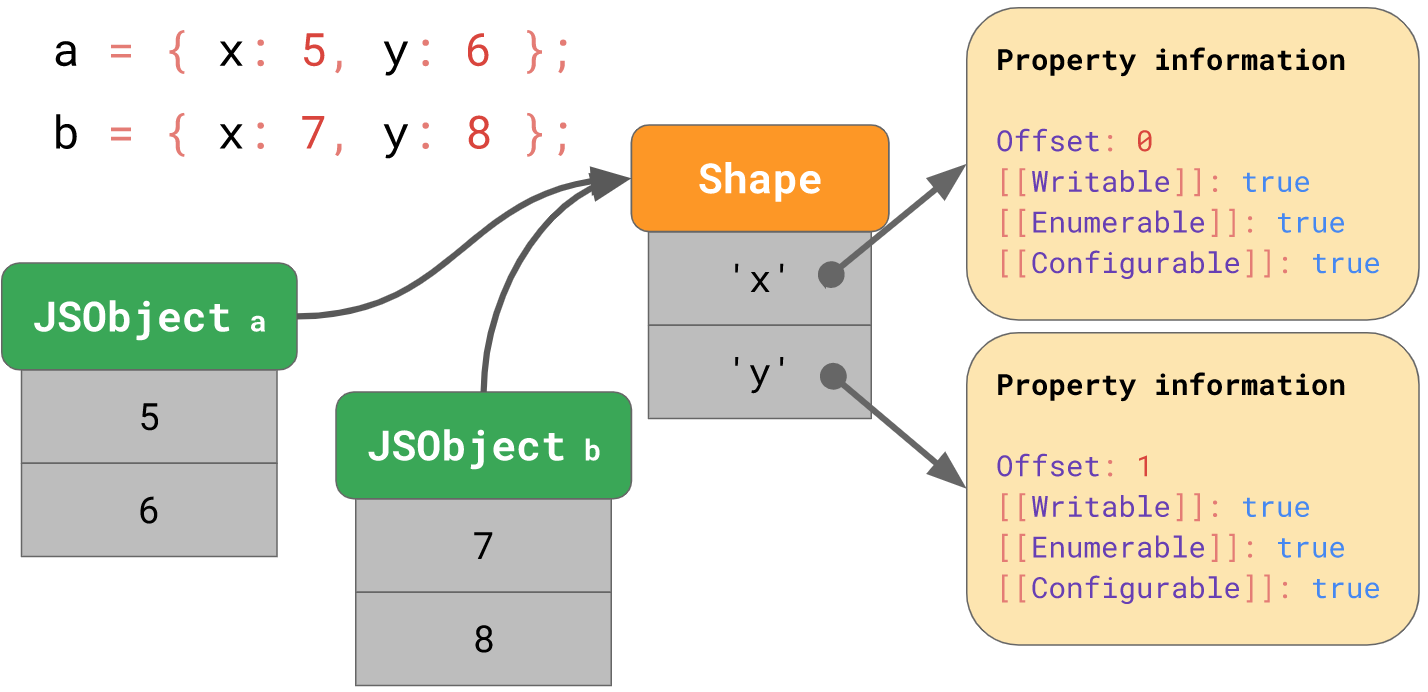 a = { x: 5, y: 6 };
b = { x: 7, y: 8 };
JSObject a
5
6
JSObject b
7
8
Shape
'x'
'y'
Property information
Offset: 0
[[Writable]]: true
[[Enumerable]]: true
[[Configurable]]: true
Property information
Offset: 1
[[Writable]]: true
[[Enumerable]]: true
[[Configurable]]: true